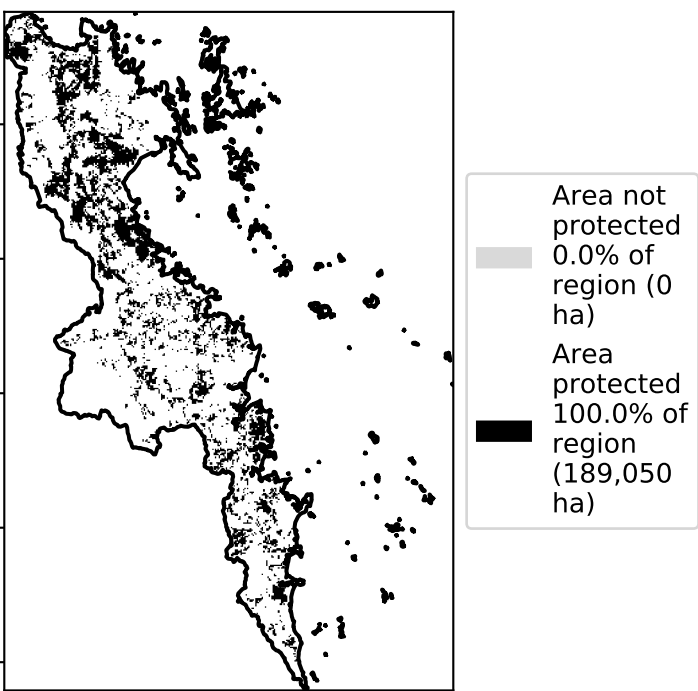 Area not
protected
0.0% of
region (0
ha)
Area
protected
100.0% of
region
(189,050
ha)